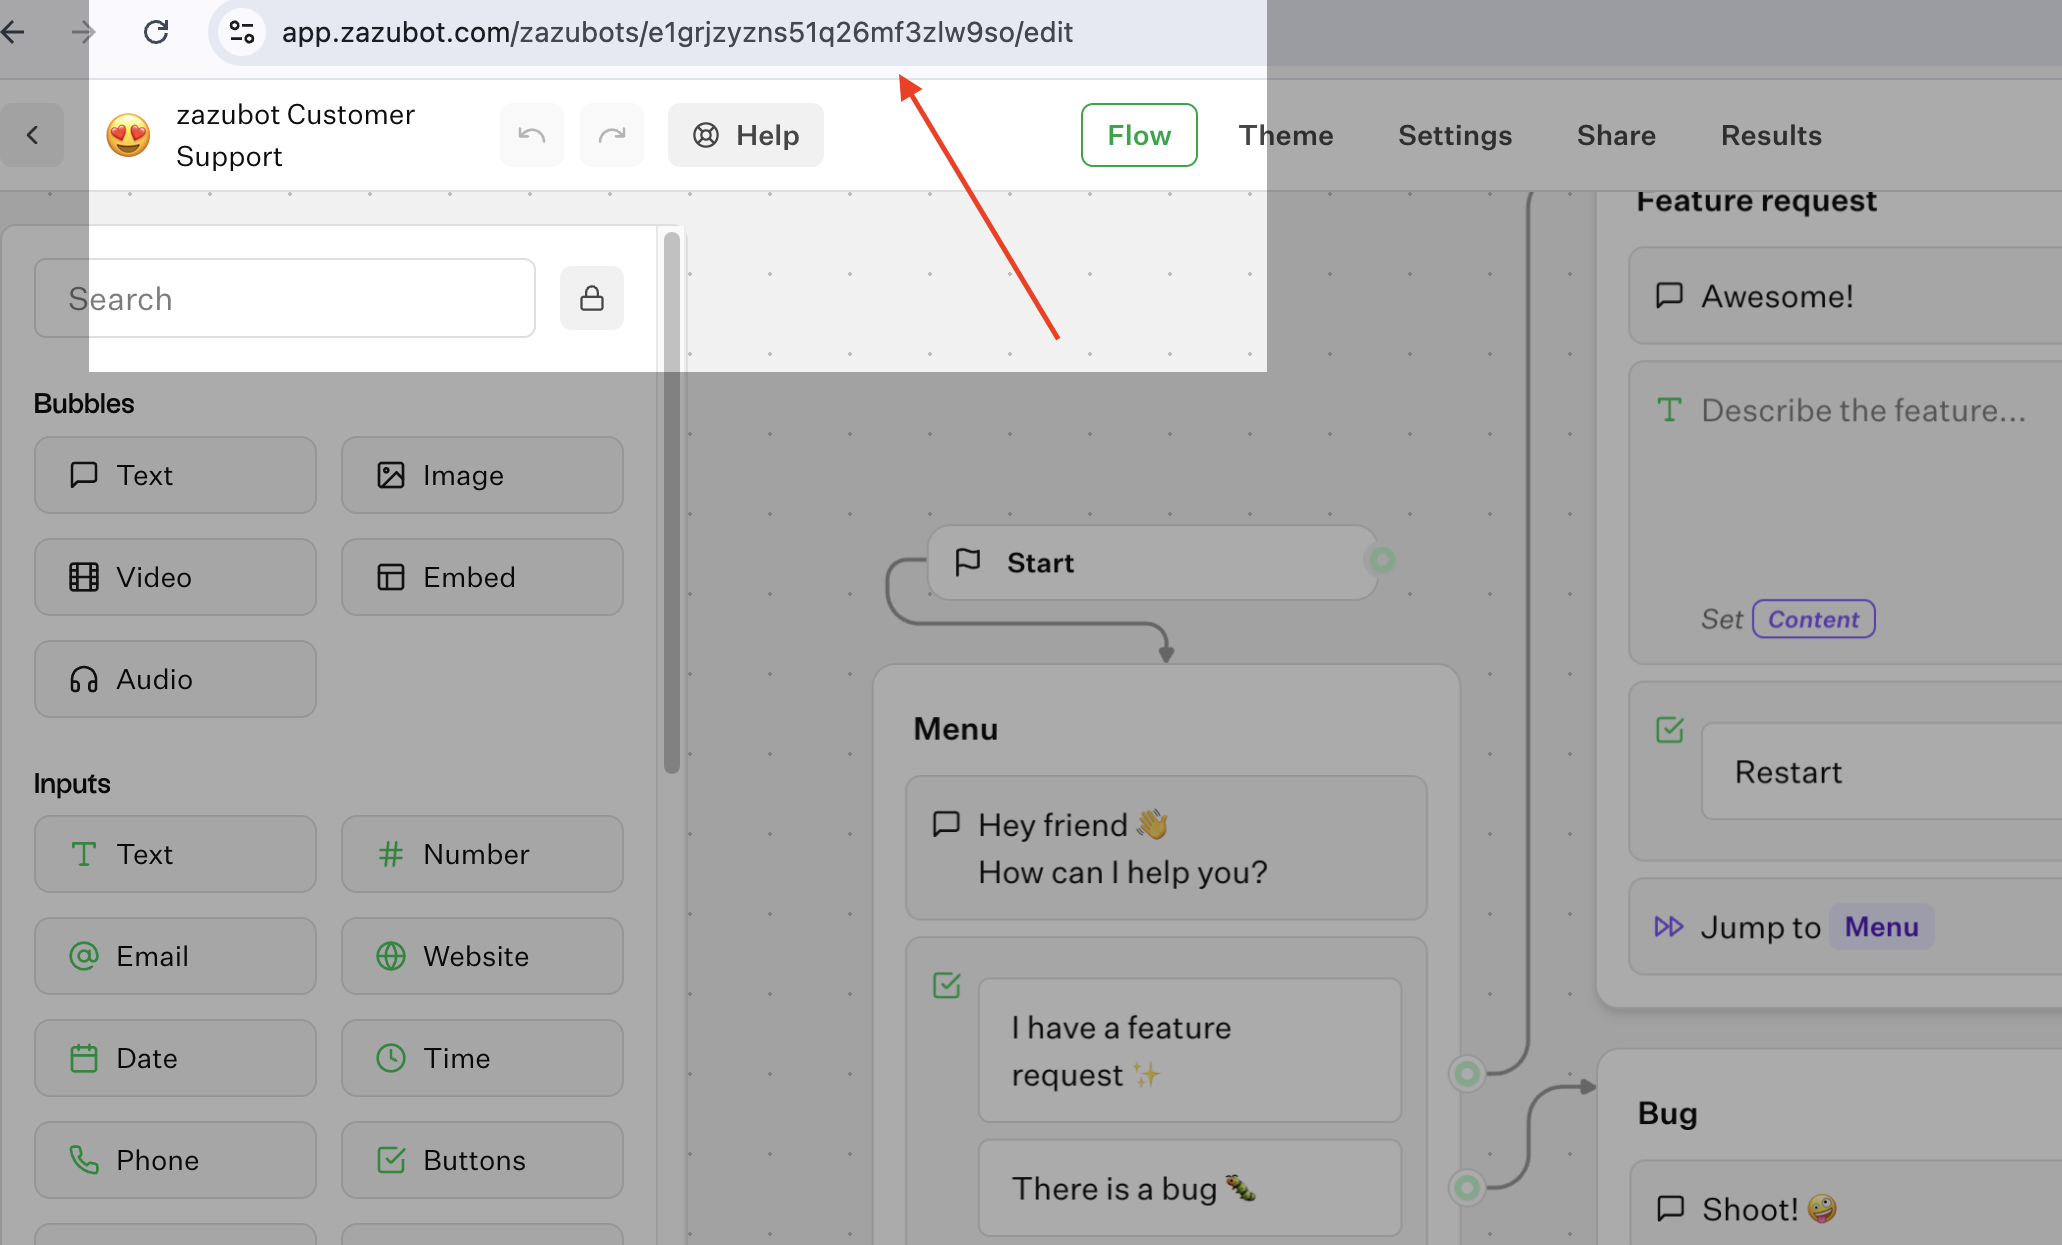 app.zazubot.com/zazubots/e1grjzyzns51q26mf3zlw9so/edit
zazubot Customer
Support
Help
Flow
Theme
Settings
Share
Results
Search
Bubbles
Text
Image
Video
Embed
Audio
Inputs
Text
Number
Email
Website
Date
Time
Phone
Buttons
Start
Menu
Hey friend 👋
How can I help you?
I have a feature
request ✨
There is a bug 🐛
Feature request
Awesome!
Describe the feature...
Set Content
Restart
Jump to Menu
Bug
Shoot! 🤪